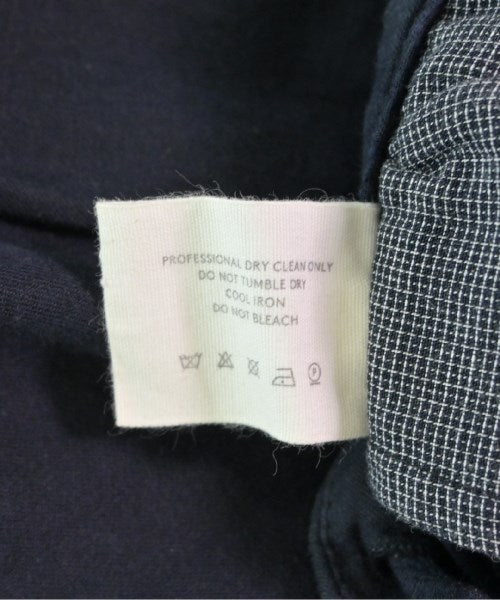 PROFESSIONAL DRY CLEAN ONLY
DO NOT TUMBLE DRY
COOL IRON
DO NOT BLEACH
P